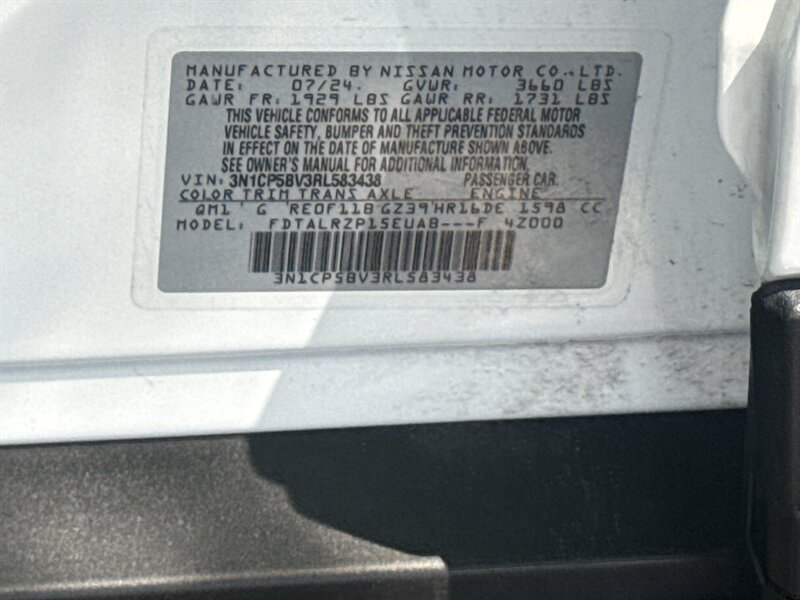 MANUFACTURED BY NISSAN MOTOR CO.,LTD.
DATE: 07/24. GVWR: 3660 LBS
GAWR FR: 1929 LBS GAWR RR: 1731 LBS
THIS VEHICLE CONFORMS TO ALL APPLICABLE FEDERAL MOTOR
VEHICLE SAFETY, BUMPER AND THEFT PREVENTION STANDARDS
IN EFFECT ON THE DATE OF MANUFACTURE SHOWN ABOVE.
SEE OWNER'S MANUAL FOR ADDITIONAL INFORMATION.
VIN: 3N1CP5BV3RL583438 PASSENGER CAR.
COLOR TRIM TRANS AXLE ENGINE
QM1 G RE0F11B GZ39 HR16DE 1598 CC
MODEL: FDTALRZP15EUAB---F 4Z000
3N1CP5BV3RL583438